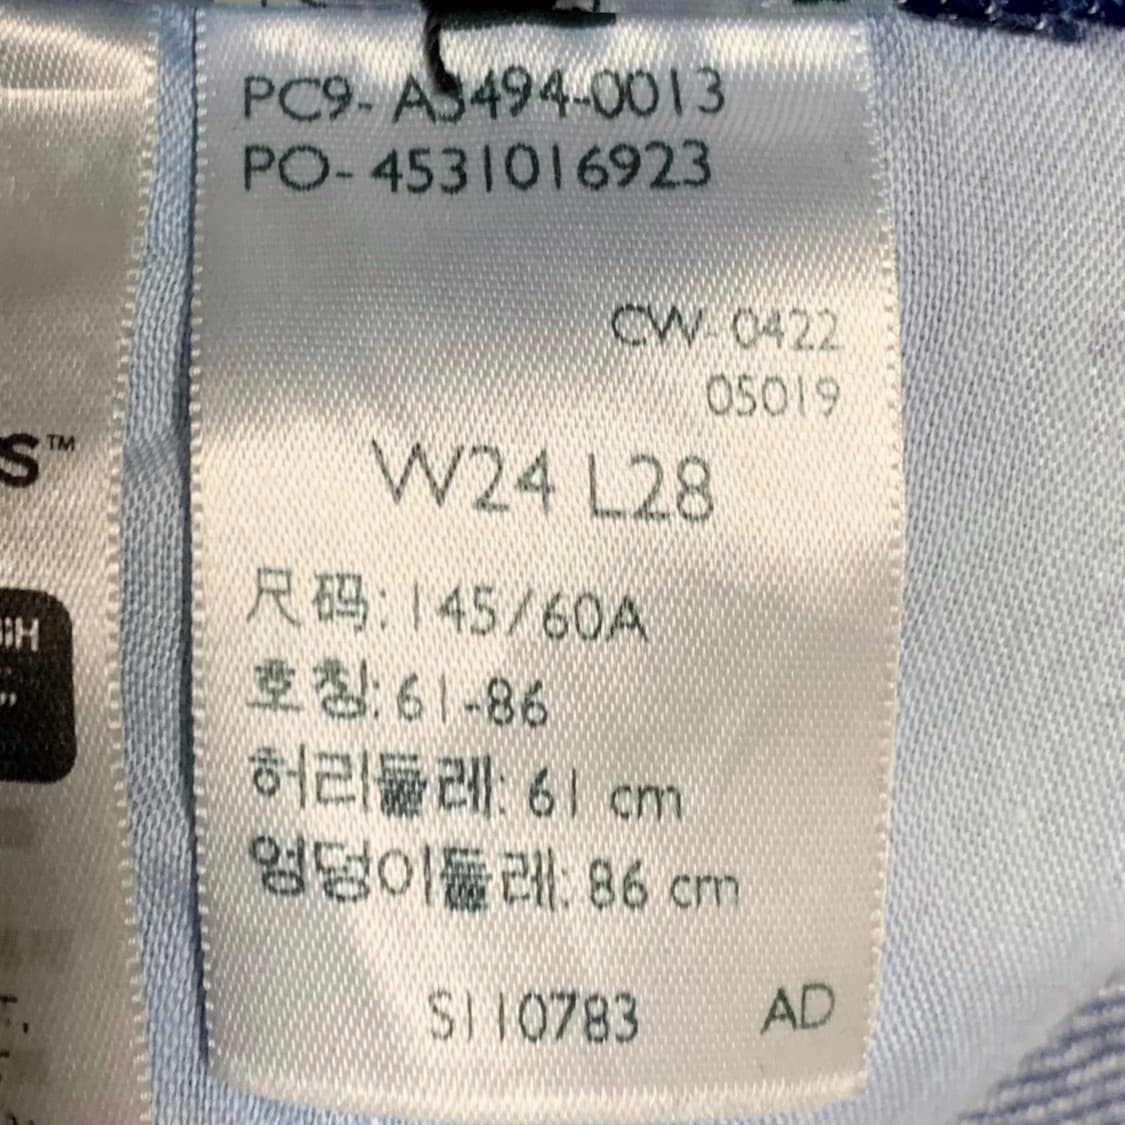 PC9- A3494-0013
PO- 4531016923
CW- 0422
05019
W24 L28
尺码: 145/60A
호칭: 61-86
허리둘레: 61 cm
엉덩이둘레: 86 cm
S110783 AD
S™